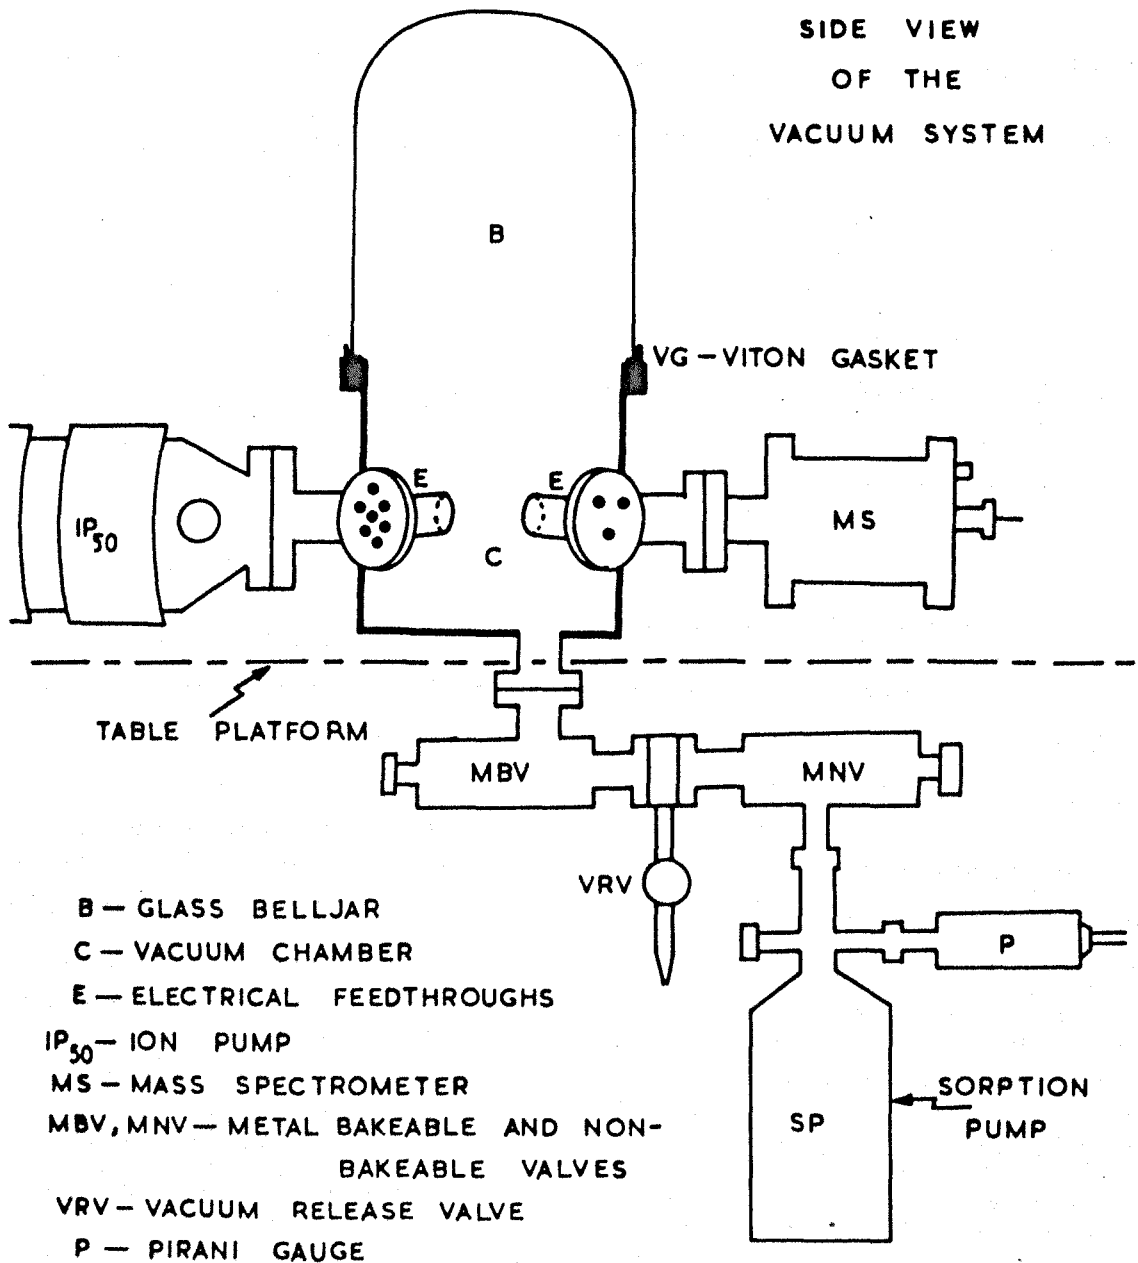 SIDE VIEW
OF THE
VACUUM SYSTEM
B
VG — VITON GASKET
E
E
IP50
MS
C
TABLE PLATFORM
MBV
MNV
VRV
P
B — GLASS BELLJAR
C — VACUUM CHAMBER
E — ELECTRICAL FEEDTHROUGHS
IP50 — ION PUMP
MS — MASS SPECTROMETER
MBV, MNV — METAL BAKEABLE AND NON-
BAKEABLE VALVES
VRV — VACUUM RELEASE VALVE
P — PIRANI GAUGE
SP
SORPTION
PUMP